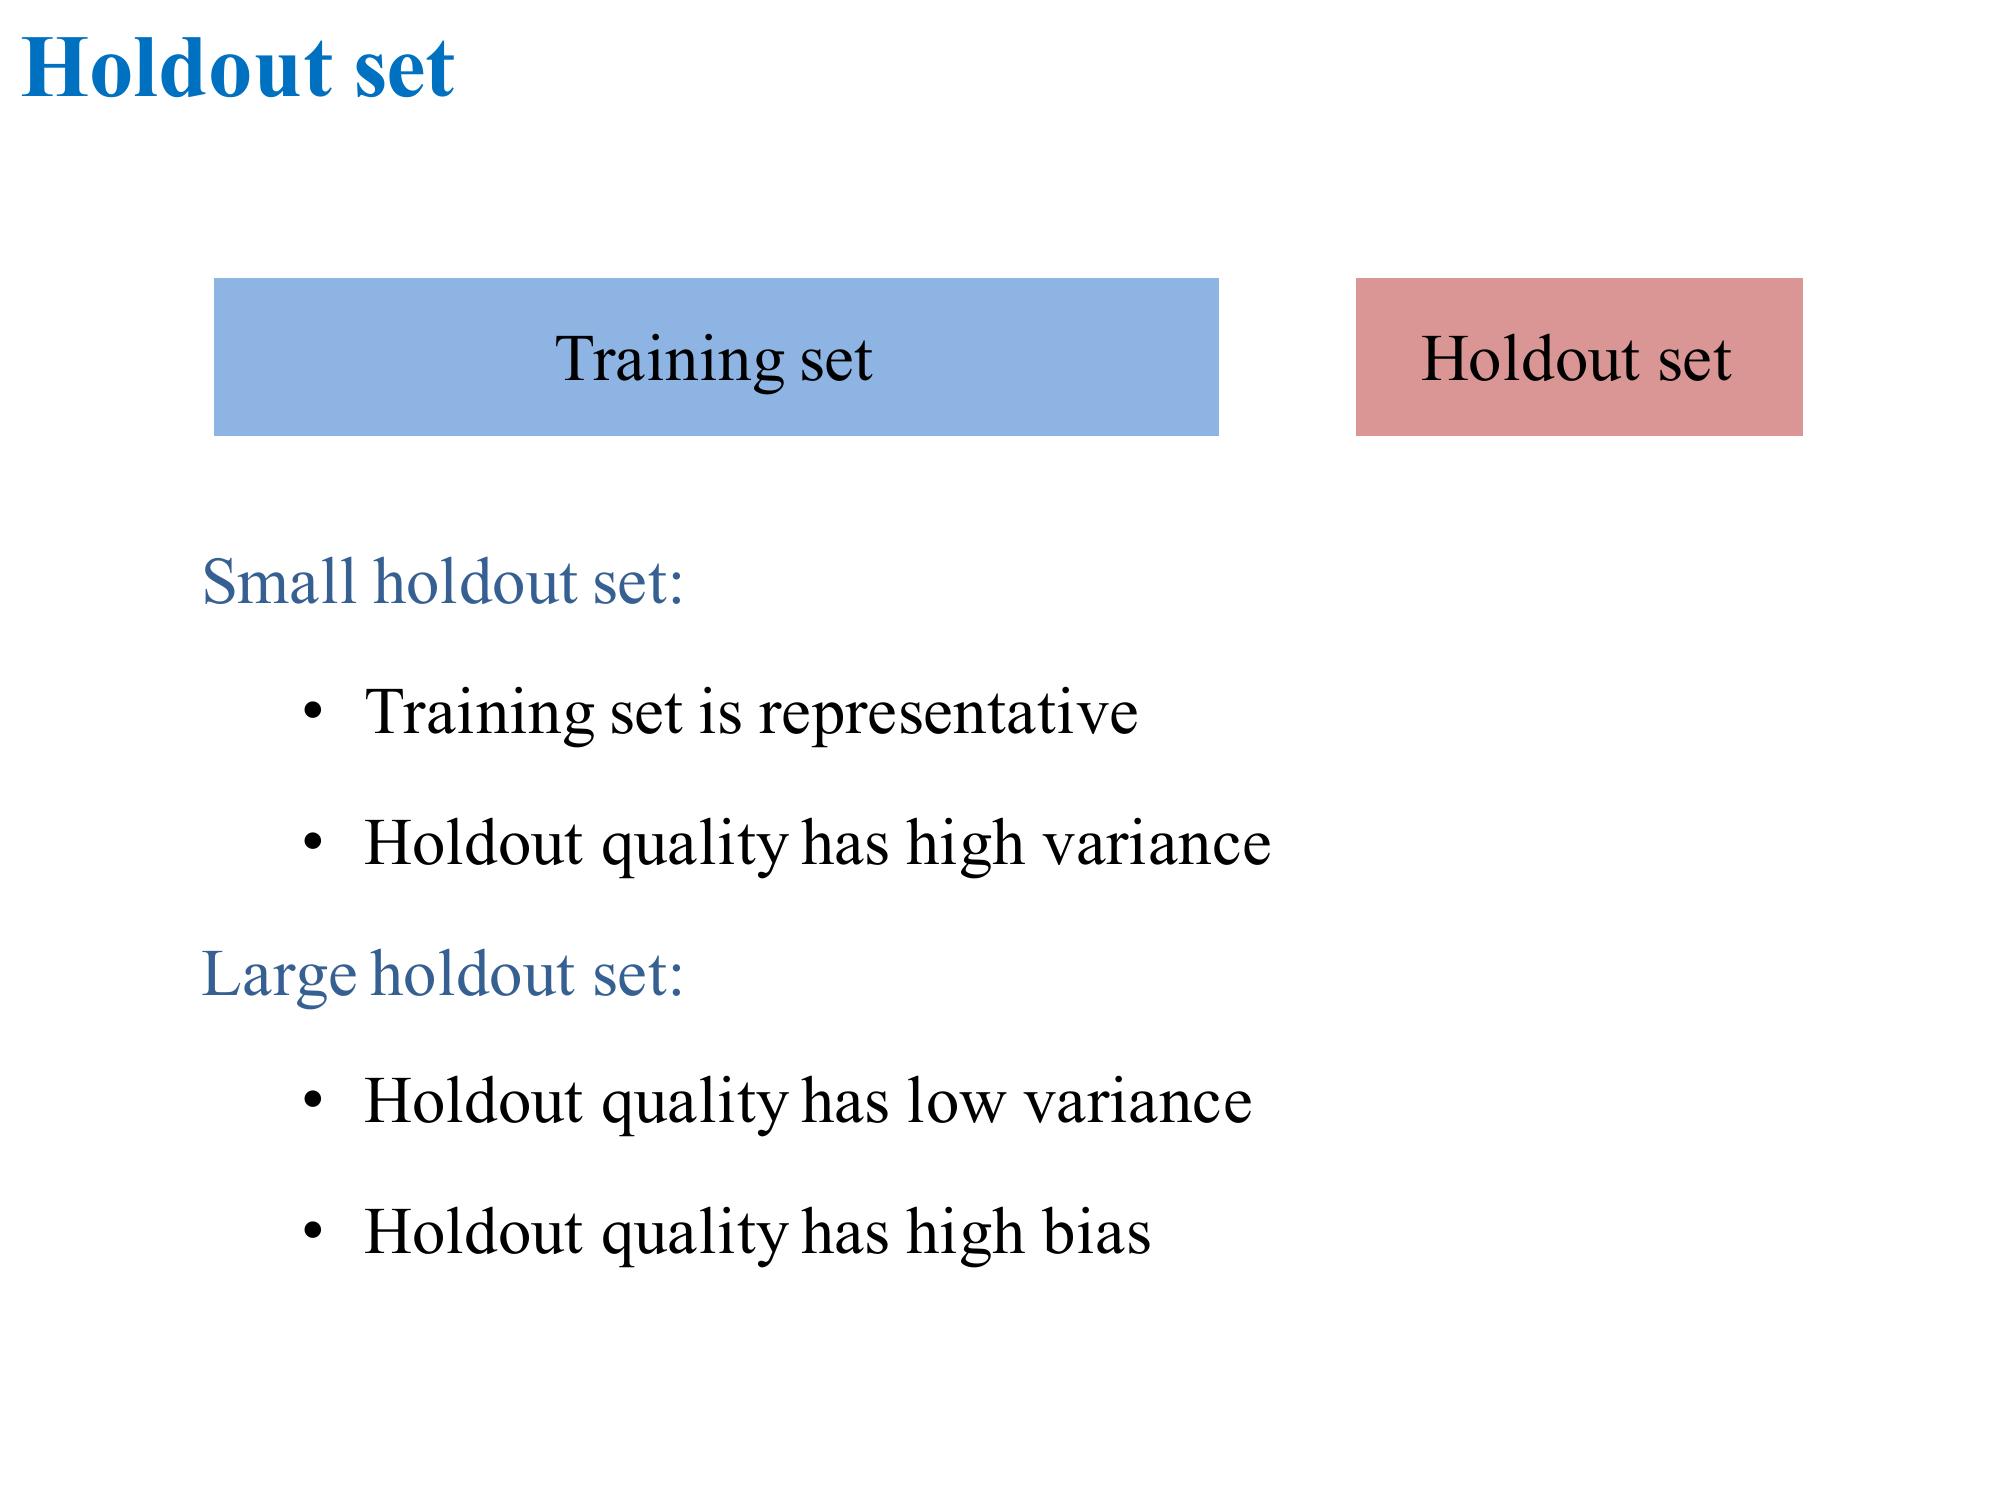 Holdout set
Training set
Holdout set
Small holdout set:
• Training set is representative
• Holdout quality has high variance
Large holdout set:
• Holdout quality has low variance
• Holdout quality has high bias